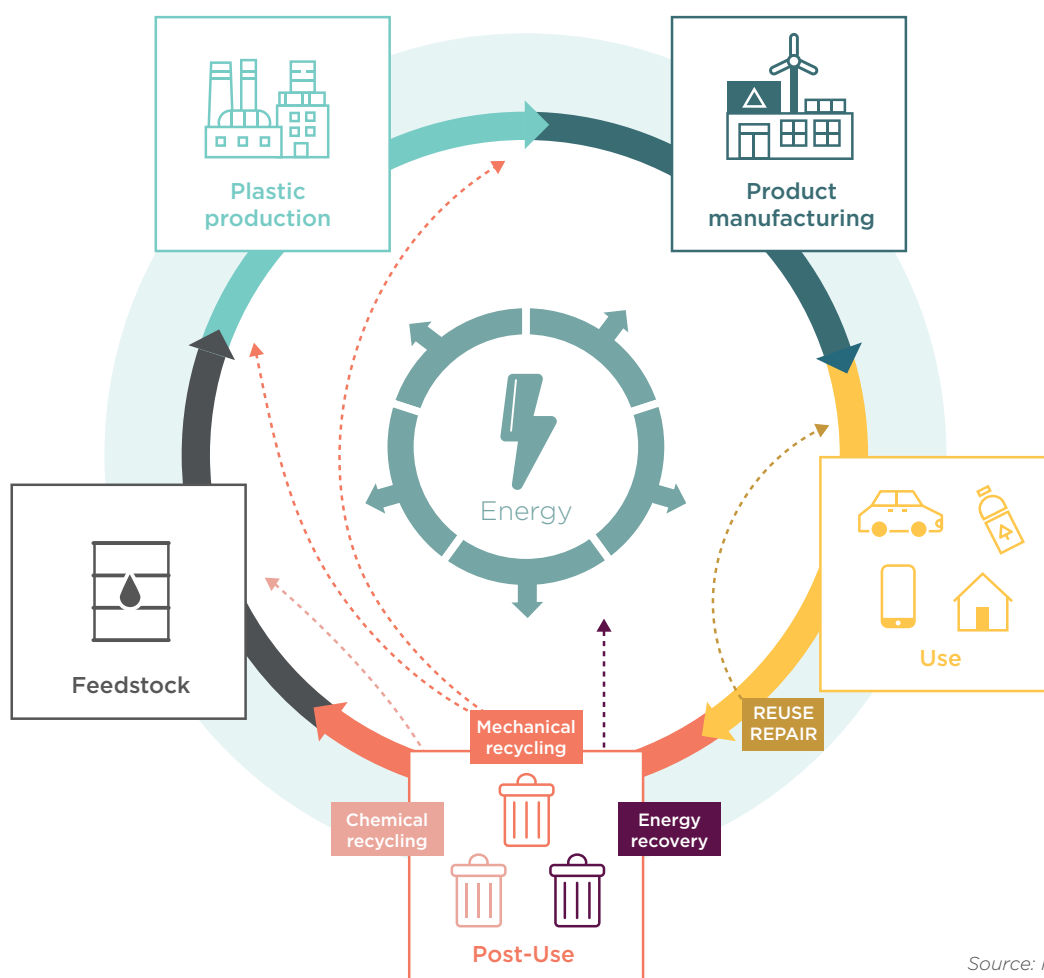 Plastic
production
Product
manufacturing
Energy
Feedstock
Use
REUSE
REPAIR
Mechanical
recycling
Chemical
recycling
Energy
recovery
Post-Use
Source: